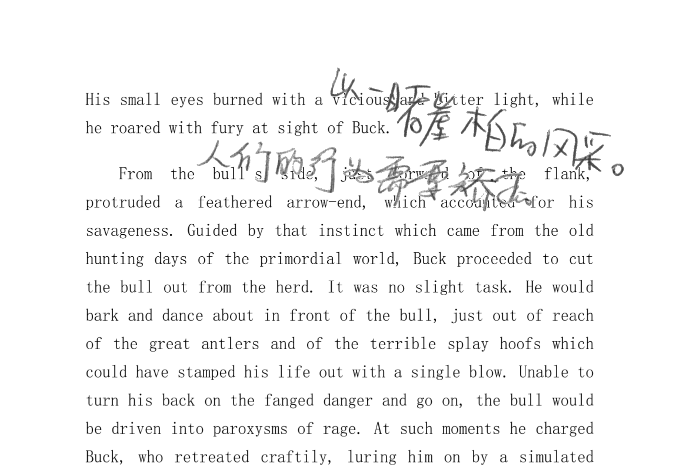 His small eyes burned with a vicious and bitter light, while
以一睹崖柏的风采。
he roared with fury at sight of Buck.
人们的行为需要矫
From the bull's side, just forward of the flank,
protruded a feathered arrow-end, which accounted for his
savageness. Guided by that instinct which came from the old
hunting days of the primordial world, Buck proceeded to cut
the bull out from the herd. It was no slight task. He would
bark and dance about in front of the bull, just out of reach
of the great antlers and of the terrible splay hoofs which
could have stamped his life out with a single blow. Unable to
turn his back on the fanged danger and go on, the bull would
be driven into paroxysms of rage. At such moments he charged
Buck, who retreated craftily, luring him on by a simulated